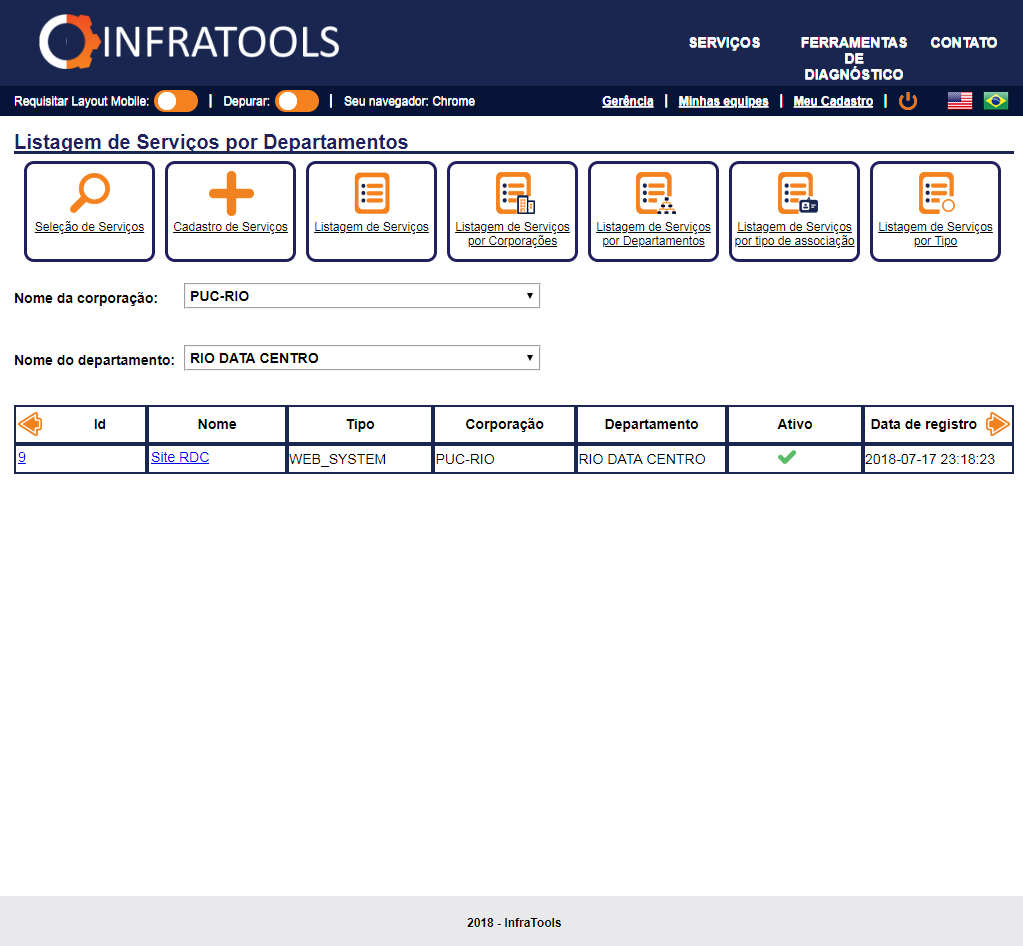 INFRATOOLS
SERVIÇOS
FERRAMENTAS
DE
DIAGNÓSTICO
CONTATO
Requisitar Layout Mobile: | Depurar: | Seu navegador: Chrome
Gerência | Minhas equipes | Meu Cadastro |
Listagem de Serviços por Departamentos
Seleção de Serviços
Cadastro de Serviços
Listagem de Serviços
Listagem de Serviços
por Corporações
Listagem de Serviços
por Departamentos
Listagem de Serviços
por tipo de associação
Listagem de Serviços
por Tipo
Nome da corporação: PUC-RIO
Nome do departamento: RIO DATA CENTRO
Id Nome Tipo Corporação Departamento Ativo Data de registro
9 Site RDC WEB_SYSTEM PUC-RIO RIO DATA CENTRO 2018-07-17 23:18:23
2018 - InfraTools